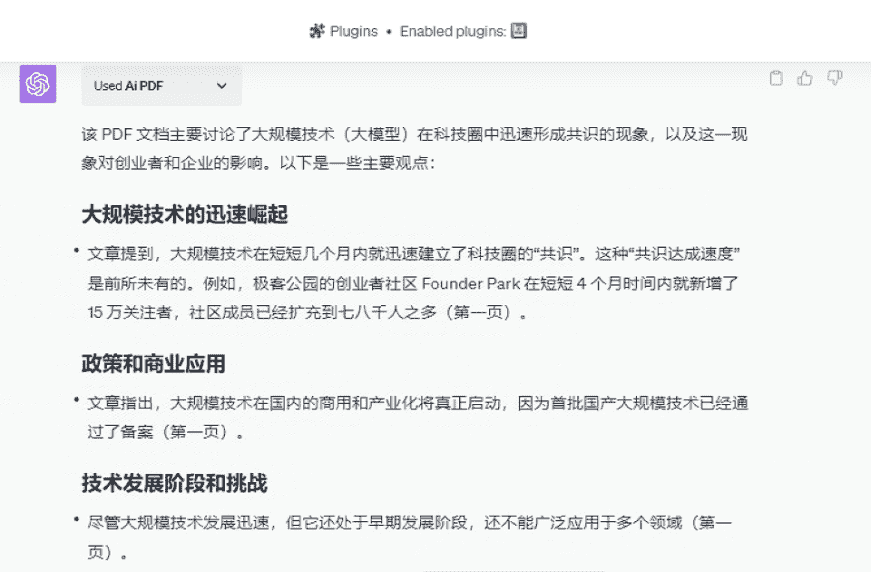 Plugins • Enabled plugins:
Used Ai PDF
该 PDF 文档主要讨论了大规模技术（大模型）在科技圈中迅速形成共识的现象，以及这一现
象对创业者和企业的影响。以下是一些主要观点：
大规模技术的迅速崛起
• 文章提到，大规模技术在短短几个月内就迅速建立了科技圈的“共识”。这种“共识达成速度”
是前所未有的。例如，极客公园的创业者社区 Founder Park 在短短 4 个月时间内就新增了
15 万关注者，社区成员已经扩充到七八千人之多（第一页）。
政策和商业应用
• 文章指出，大规模技术在国内的商用和产业化将真正启动，因为首批国产大规模技术已经通
过了备案（第一页）。
技术发展阶段和挑战
• 尽管大规模技术发展迅速，但它还处于早期发展阶段，还不能广泛应用于多个领域（第一
页）。